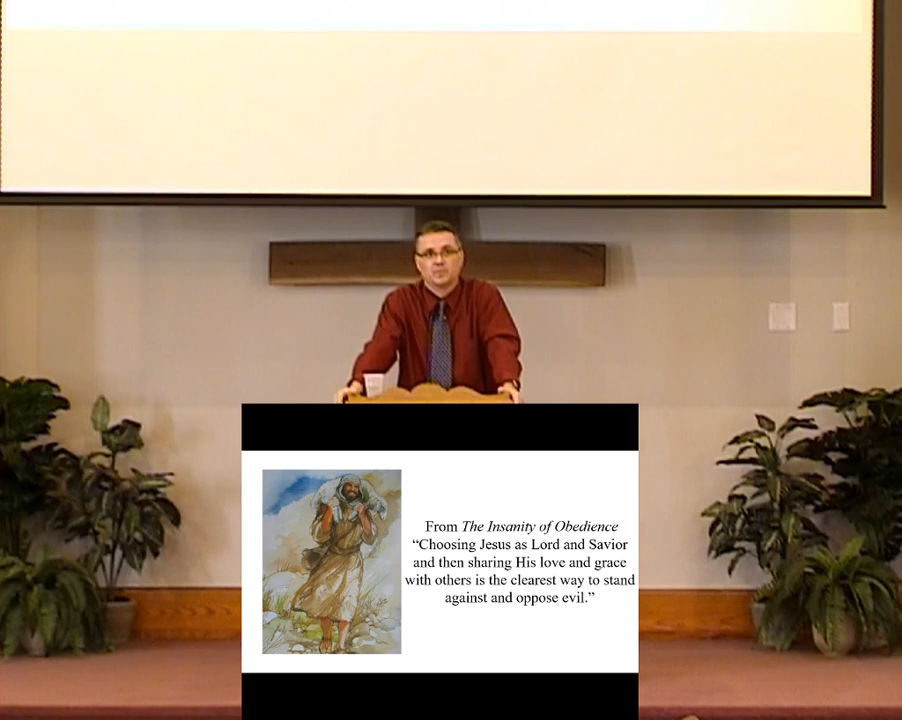 From The Insanity of Obedience
“Choosing Jesus as Lord and Savior
and then sharing His love and grace
with others is the clearest way to stand
against and oppose evil.”